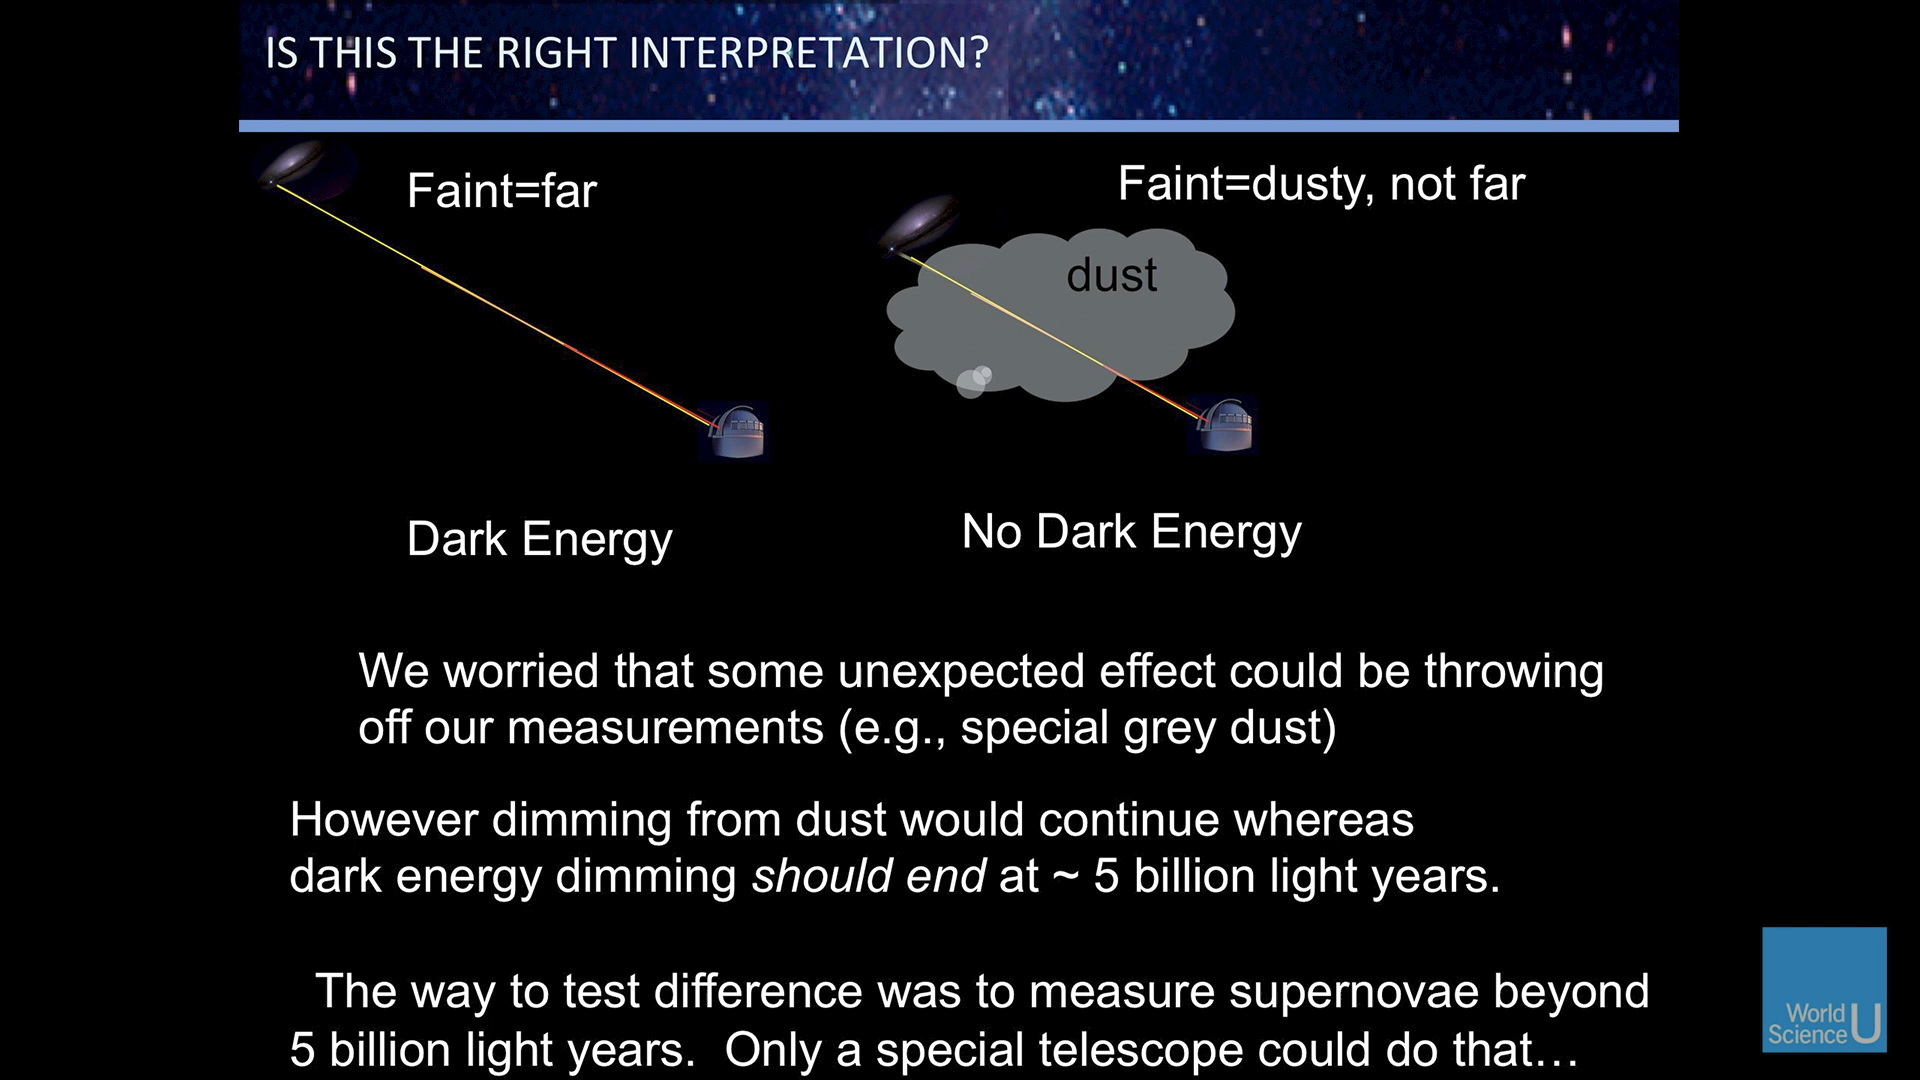 IS THIS THE RIGHT INTERPRETATION?
Faint=far
Faint=dusty, not far
dust
Dark Energy
No Dark Energy
We worried that some unexpected effect could be throwing
off our measurements (e.g., special grey dust)
However dimming from dust would continue whereas
dark energy dimming should end at ~ 5 billion light years.
The way to test difference was to measure supernovae beyond
5 billion light years.  Only a special telescope could do that…
World
Science U